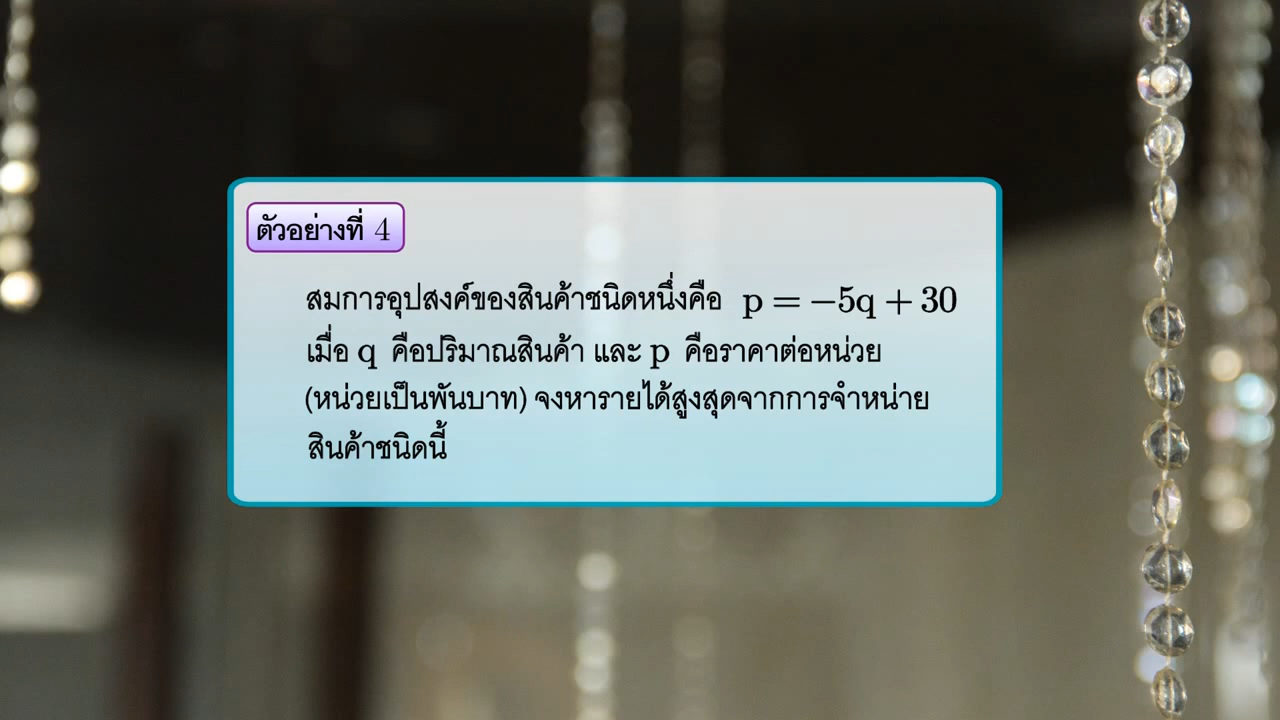 ตัวอย่างที่ 4
สมการอุปสงค์ของสินค้าชนิดหนึ่งคือ p = −5q + 30
เมื่อ q คือปริมาณสินค้า และ p คือราคาต่อหน่วย
(หน่วยเป็นพันบาท) จงหารายได้สูงสุดจากการจำหน่าย
สินค้าชนิดนี้